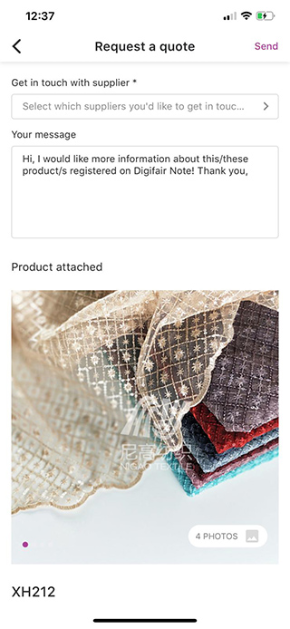 12:37
Request a quote
Send
Get in touch with supplier *
Select which suppliers you'd like to get in touc...
Your message
Hi, I would like more information about this/these
product/s registered on Digifair Note! Thank you,
Product attached
TEXTILE
4 PHOTOS
XH212